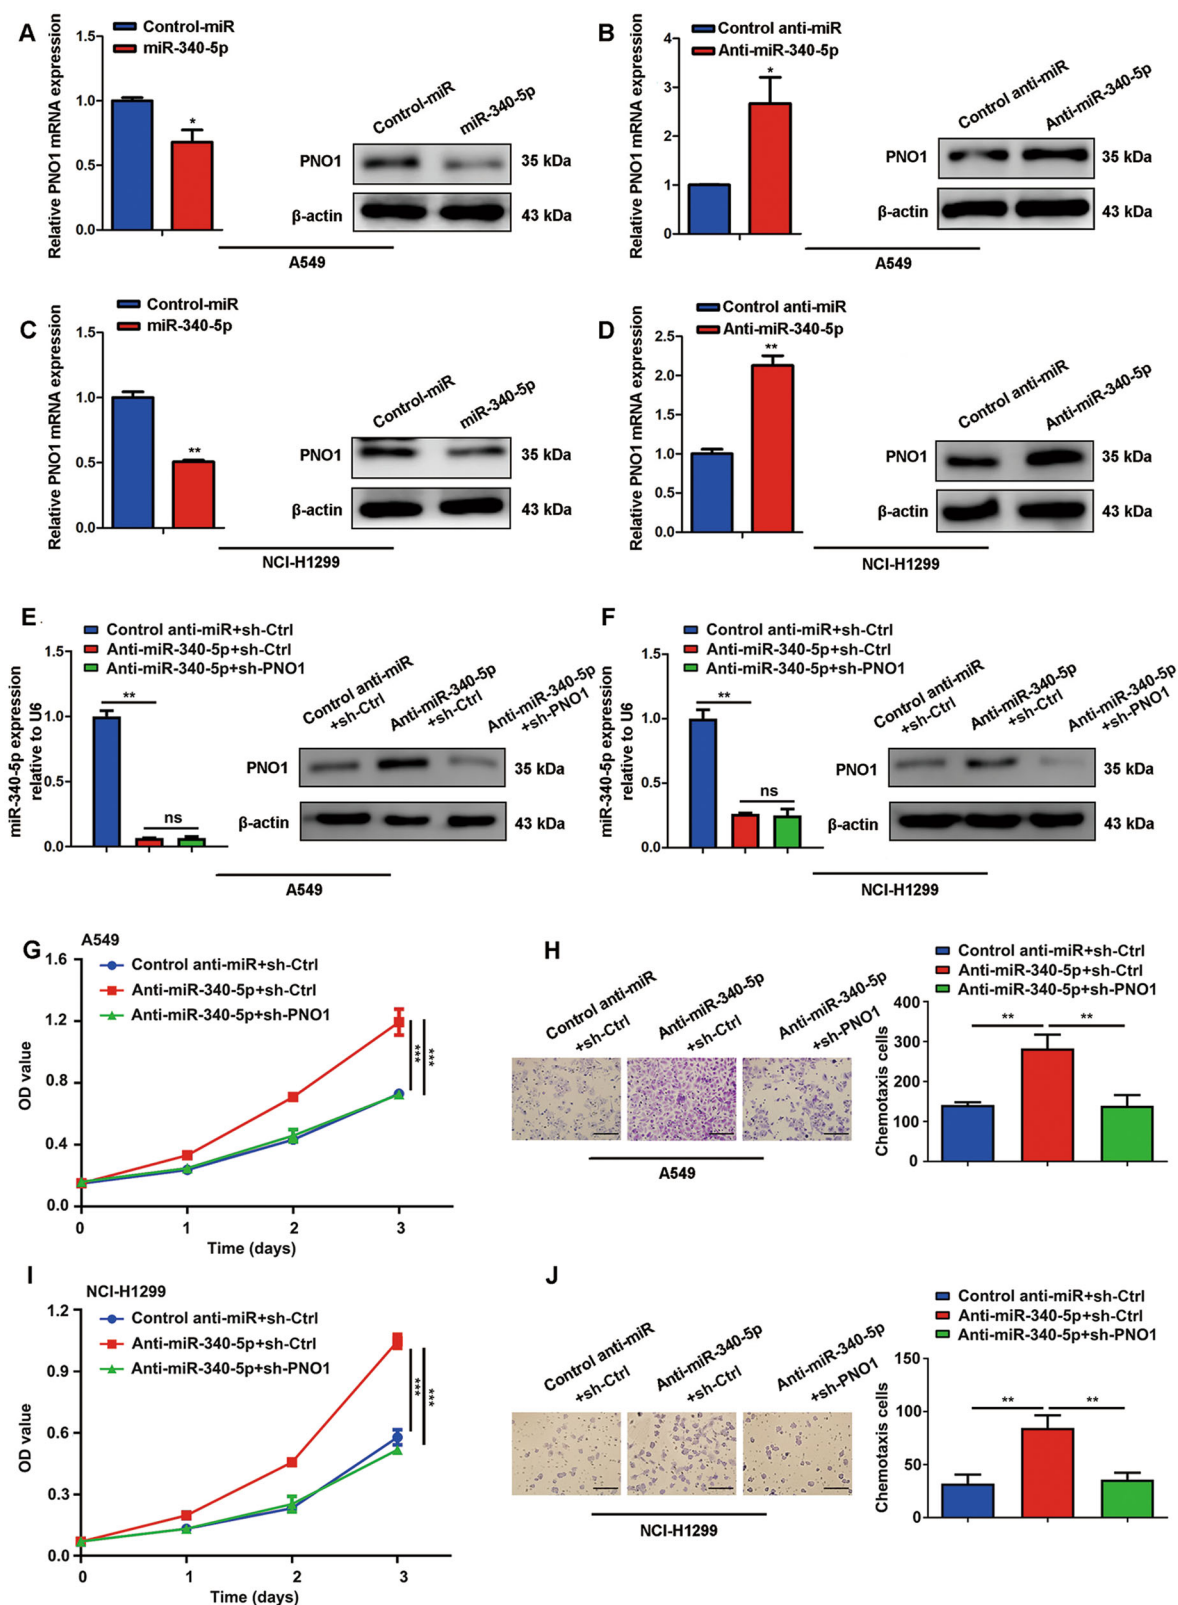 A
Control-miR
miR-340-5p
Relative PNO1 mRNA expression
1.5
1.0
0.5
0.0
*
Control-miR
miR-340-5p
PNO1
35 kDa
β-actin
43 kDa
A549
B
Control anti-miR
Anti-miR-340-5p
Relative PNO1 mRNA expression
4
3
2
1
0
*
Control anti-miR
Anti-miR-340-5p
PNO1
35 kDa
β-actin
43 kDa
A549
C
Control-miR
miR-340-5p
Relative PNO1 mRNA expression
1.5
1.0
0.5
0.0
**
Control-miR
miR-340-5p
PNO1
35 kDa
β-actin
43 kDa
NCI-H1299
D
Control anti-miR
Anti-miR-340-5p
Relative PNO1 mRNA expression
2.5
2.0
1.5
1.0
0.5
0.0
**
Control anti-miR
Anti-miR-340-5p
PNO1
35 kDa
β-actin
43 kDa
NCI-H1299
E
Control anti-miR+sh-Ctrl
Anti-miR-340-5p+sh-Ctrl
Anti-miR-340-5p+sh-PNO1
miR-340-5p expression
relative to U6
1.5
1.0
0.5
0.0
**
ns
Control anti-miR
+sh-Ctrl
Anti-miR-340-5p
+sh-Ctrl
Anti-miR-340-5p
+sh-PNO1
PNO1
35 kDa
β-actin
43 kDa
A549
F
Control anti-miR+sh-Ctrl
Anti-miR-340-5p+sh-Ctrl
Anti-miR-340-5p+sh-PNO1
miR-340-5p expression
relative to U6
1.5
1.0
0.5
0.0
**
ns
Control anti-miR
+sh-Ctrl
Anti-miR-340-5p
+sh-Ctrl
Anti-miR-340-5p
+sh-PNO1
PNO1
35 kDa
β-actin
43 kDa
NCI-H1299
G
A549
Control anti-miR+sh-Ctrl
Anti-miR-340-5p+sh-Ctrl
Anti-miR-340-5p+sh-PNO1
OD value
1.6
1.2
0.8
0.4
0.0
***
***
0 1 2 3
Time (days)
H
Control anti-miR
+sh-Ctrl
Anti-miR-340-5p
+sh-Ctrl
Anti-miR-340-5p
+sh-PNO1
A549
Control anti-miR+sh-Ctrl
Anti-miR-340-5p+sh-Ctrl
Anti-miR-340-5p+sh-PNO1
Chemotaxis cells
400
300
200
100
0
** **
I
NCI-H1299
Control anti-miR+sh-Ctrl
Anti-miR-340-5p+sh-Ctrl
Anti-miR-340-5p+sh-PNO1
OD value
1.2
0.9
0.6
0.3
0.0
***
***
0 1 2 3
Time (days)
J
Control anti-miR
+sh-Ctrl
Anti-miR-340-5p
+sh-Ctrl
Anti-miR-340-5p
+sh-PNO1
NCI-H1299
Control anti-miR+sh-Ctrl
Anti-miR-340-5p+sh-Ctrl
Anti-miR-340-5p+sh-PNO1
Chemotaxis cells
150
100
50
0
** **